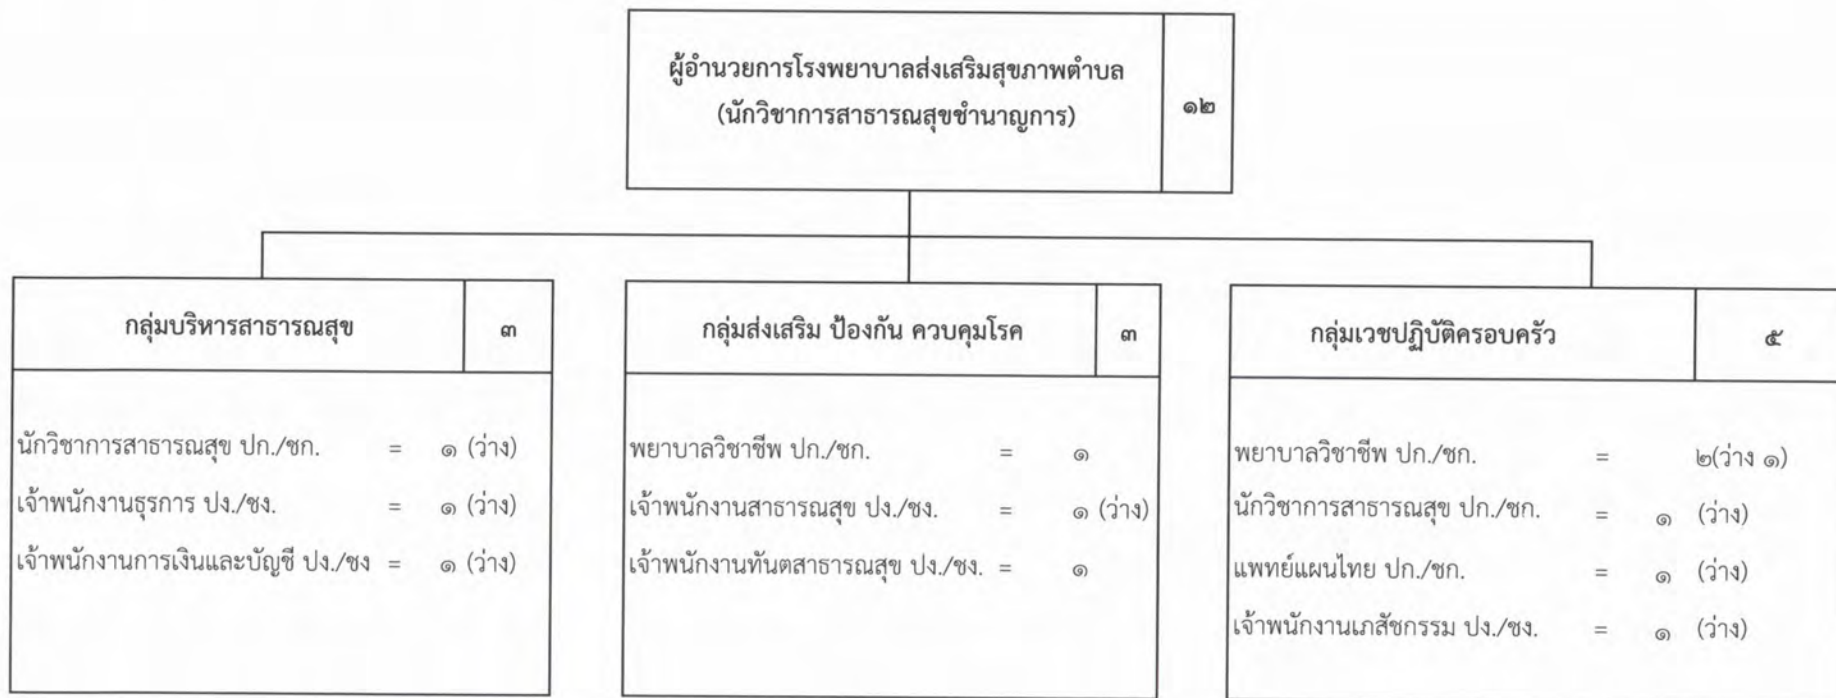 ผู้อำนวยการโรงพยาบาลส่งเสริมสุขภาพตำบล
(นักวิชาการสาธารณสุขชำนาญการ)
๑๒
กลุ่มบริหารสาธารณสุข ๓
นักวิชาการสาธารณสุข ปก./ชก. = ๑ (ว่าง)
เจ้าพนักงานธุรการ ปง./ชง. = ๑ (ว่าง)
เจ้าพนักงานการเงินและบัญชี ปง./ชง = ๑ (ว่าง)
กลุ่มส่งเสริม ป้องกัน ควบคุมโรค ๓
พยาบาลวิชาชีพ ปก./ชก. = ๑
เจ้าพนักงานสาธารณสุข ปง./ชง. = ๑ (ว่าง)
เจ้าพนักงานทันตสาธารณสุข ปง./ชง. = ๑
กลุ่มเวชปฏิบัติครอบครัว ๕
พยาบาลวิชาชีพ ปก./ชก. = ๒(ว่าง ๑)
นักวิชาการสาธารณสุข ปก./ชก. = ๑ (ว่าง)
แพทย์แผนไทย ปก./ชก. = ๑ (ว่าง)
เจ้าพนักงานเภสัชกรรม ปง./ชง. = ๑ (ว่าง)